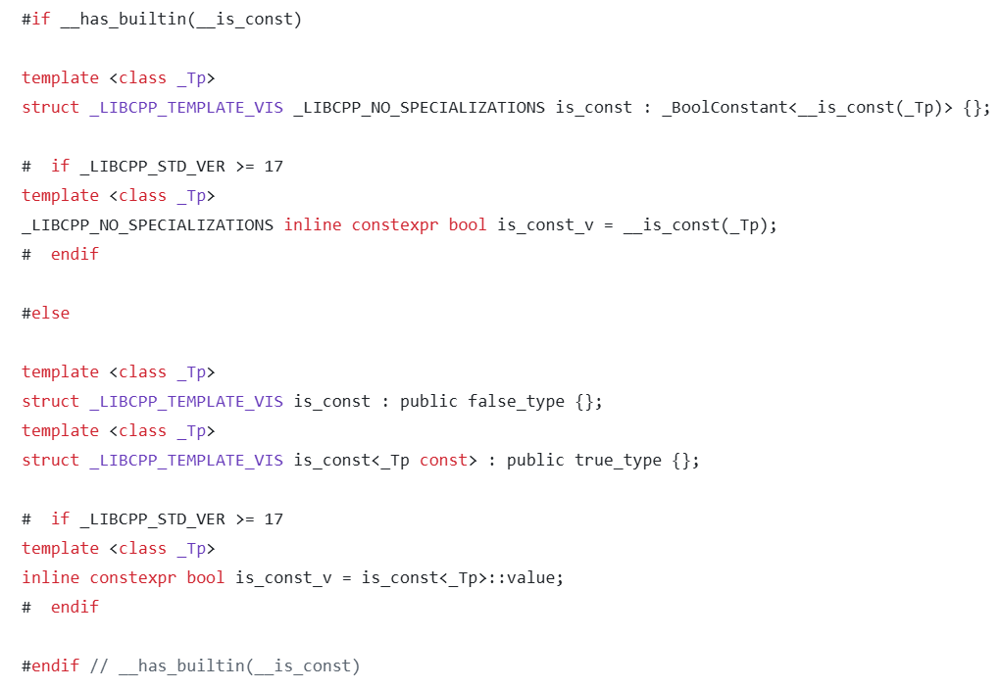 #if __has_builtin(__is_const)
template <class _Tp>
struct _LIBCPP_TEMPLATE_VIS _LIBCPP_NO_SPECIALIZATIONS is_const : _BoolConstant<__is_const(_Tp)> {};
#  if _LIBCPP_STD_VER >= 17
template <class _Tp>
_LIBCPP_NO_SPECIALIZATIONS inline constexpr bool is_const_v = __is_const(_Tp);
#  endif
#else
template <class _Tp>
struct _LIBCPP_TEMPLATE_VIS is_const : public false_type {};
template <class _Tp>
struct _LIBCPP_TEMPLATE_VIS is_const<_Tp const> : public true_type {};
#  if _LIBCPP_STD_VER >= 17
template <class _Tp>
inline constexpr bool is_const_v = is_const<_Tp>::value;
#  endif
#endif // __has_builtin(__is_const)